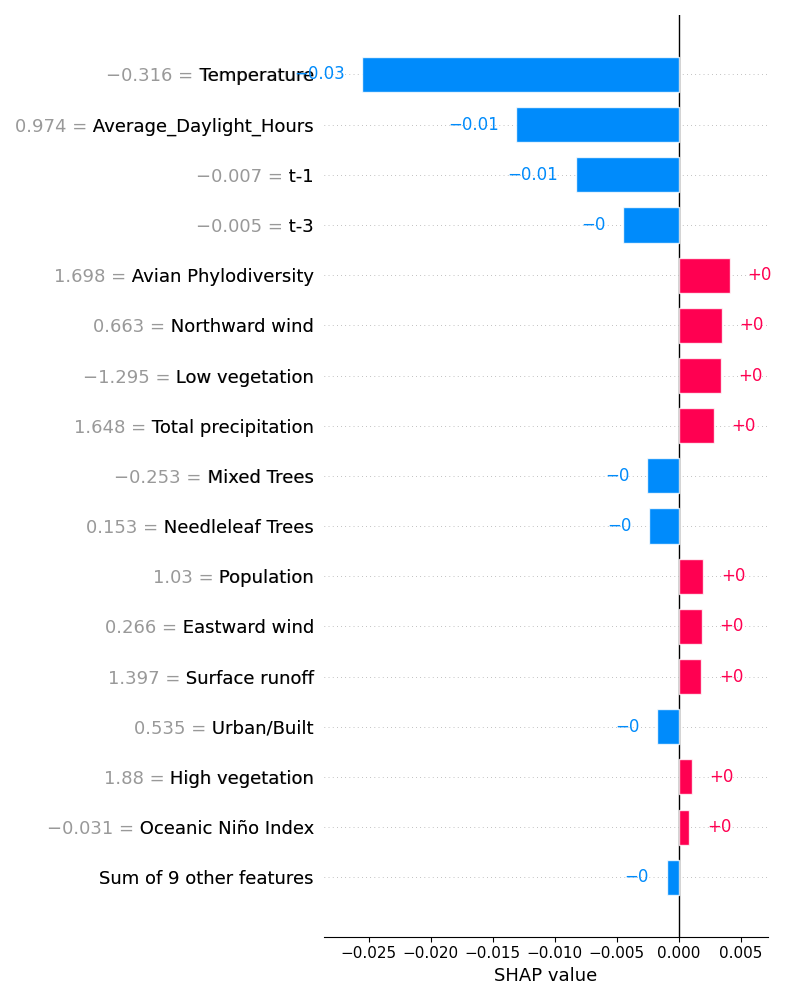 −0.316 = Temperature −0.03
0.974 = Average_Daylight_Hours −0.01
−0.007 = t-1 −0.01
−0.005 = t-3 −0
1.698 = Avian Phylodiversity +0
0.663 = Northward wind +0
−1.295 = Low vegetation +0
1.648 = Total precipitation +0
−0.253 = Mixed Trees −0
0.153 = Needleleaf Trees −0
1.03 = Population +0
0.266 = Eastward wind +0
1.397 = Surface runoff +0
0.535 = Urban/Built −0
1.88 = High vegetation +0
−0.031 = Oceanic Niño Index +0
Sum of 9 other features −0
−0.025 −0.020 −0.015 −0.010 −0.005 0.000 0.005
SHAP value